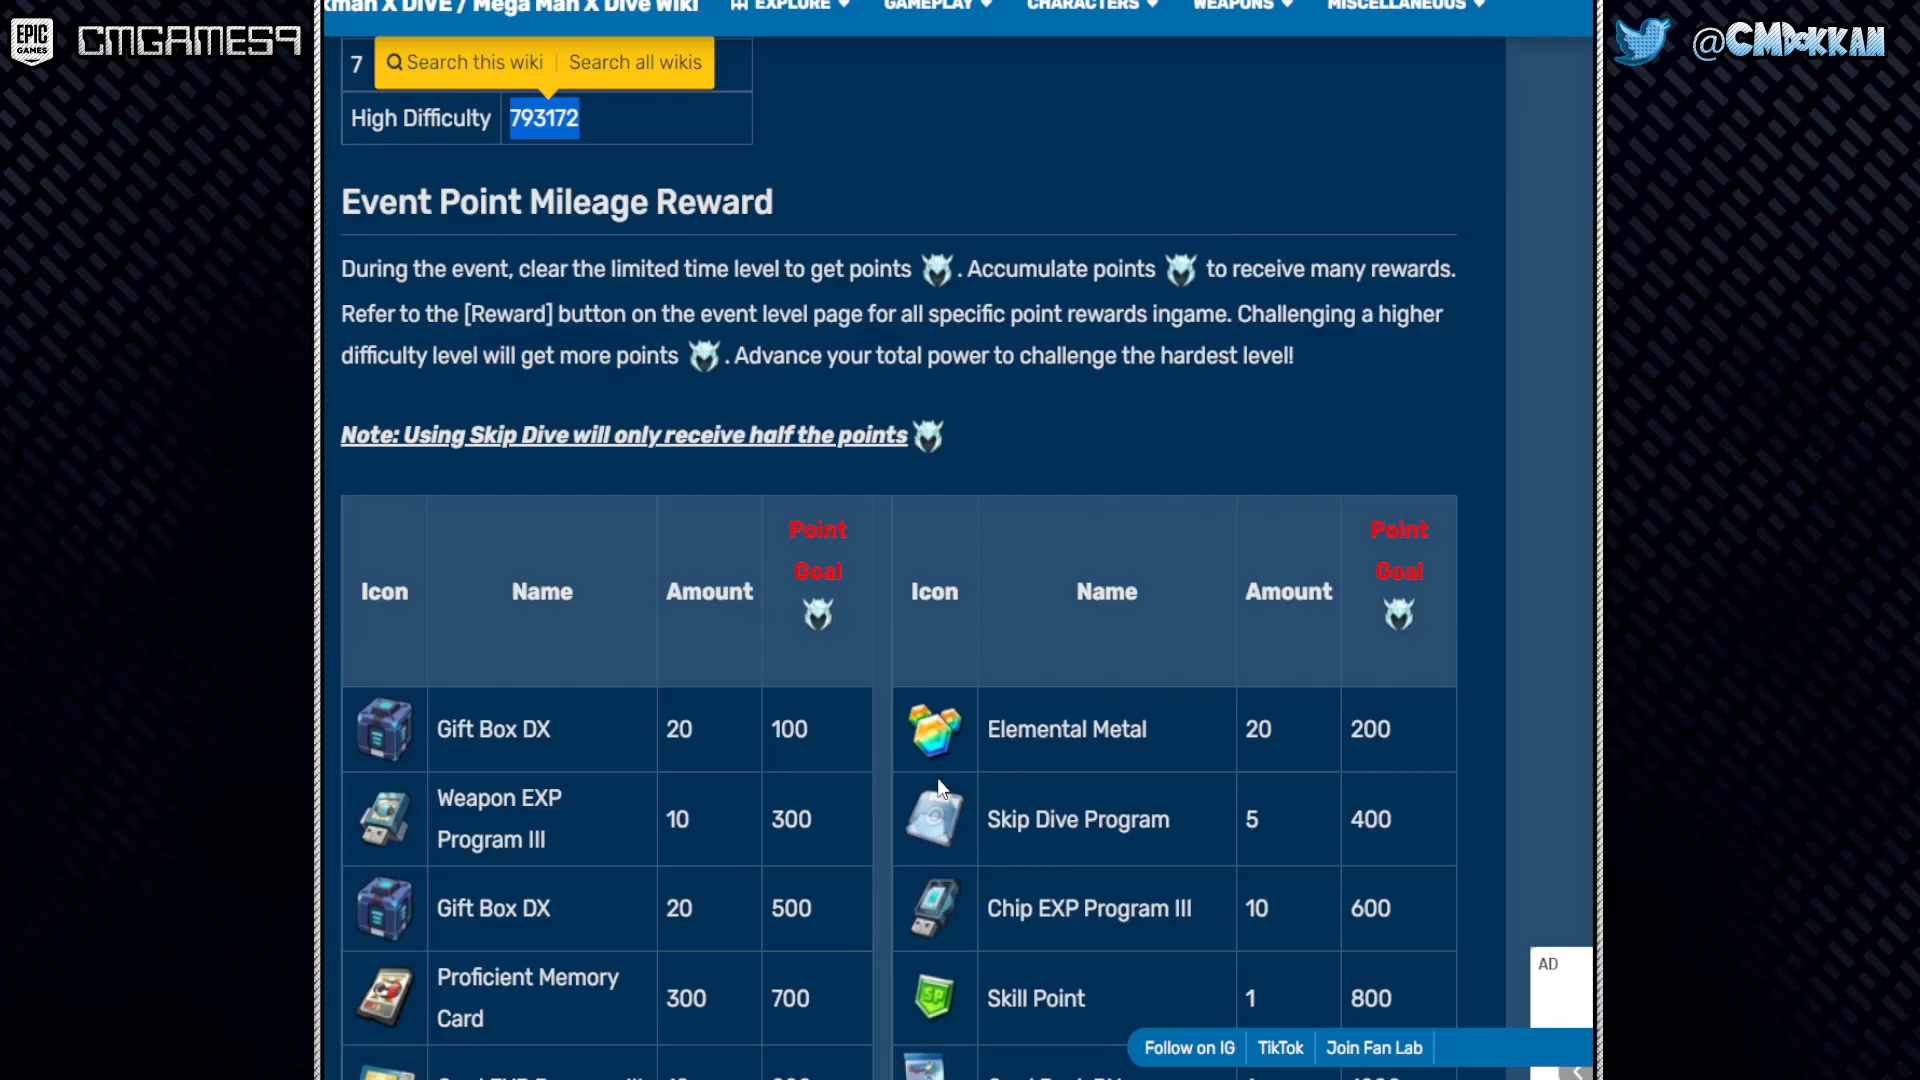 EPIC GAMES CMGAMES9
kman X DiVE / Mega Man X Dive Wiki EXPLORE GAMEPLAY CHARACTERS WEAPONS MISCELLANEOUS
@CMDOKKAN
7 Search this wiki Search all wikis
High Difficulty 793172
Event Point Mileage Reward
During the event, clear the limited time level to get points . Accumulate points to receive many rewards.
Refer to the [Reward] button on the event level page for all specific point rewards ingame. Challenging a higher
difficulty level will get more points . Advance your total power to challenge the hardest level!
Note: Using Skip Dive will only receive half the points
Icon Name Amount Point Goal Icon Name Amount Point Goal
Gift Box DX 20 100 Elemental Metal 20 200
Weapon EXP Program III 10 300 Skip Dive Program 5 400
Gift Box DX 20 500 Chip EXP Program III 10 600
Proficient Memory Card 300 700 SP Skill Point 1 800
AD
Follow on IG TikTok Join Fan Lab